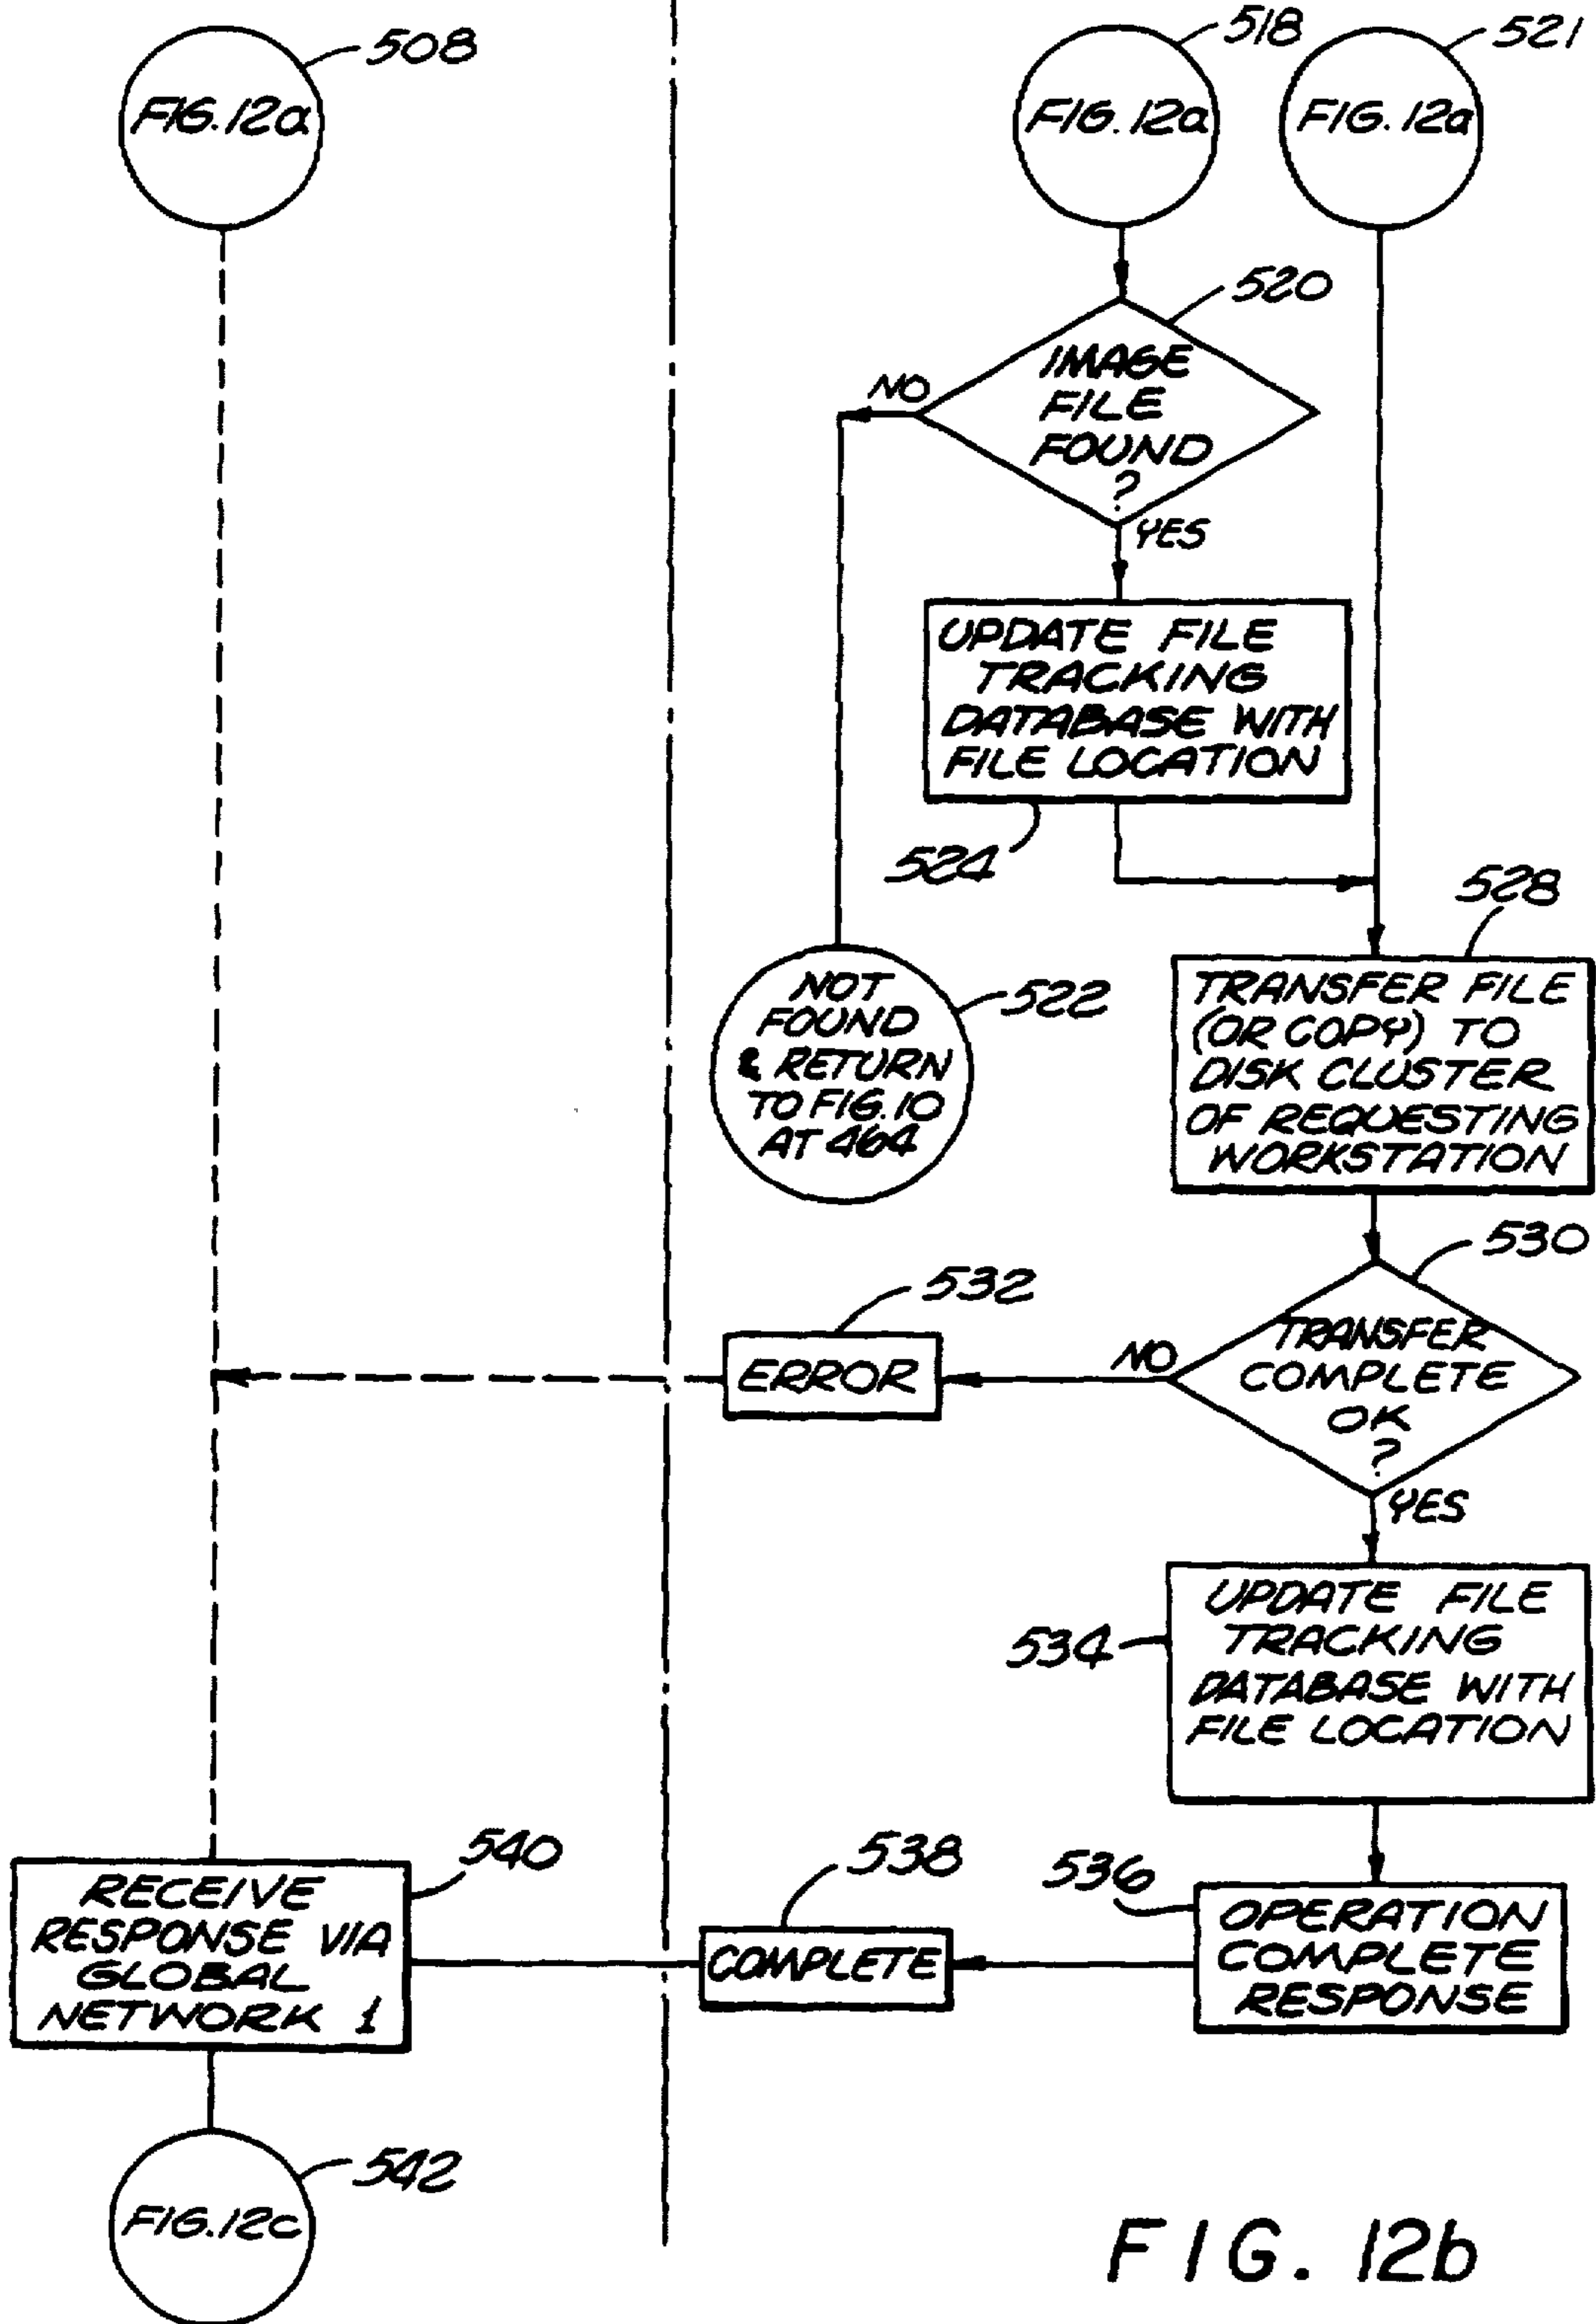 508
518
521
FIG. 12a
FIG. 12a
FIG. 12a
520
IMAGE
FILE
FOUND
?
NO
YES
UPDATE FILE
TRACKING
DATABASE WITH
FILE LOCATION
524
528
NOT
FOUND
& RETURN
TO FIG. 10
AT 464
522
TRANSFER FILE
(OR COPY) TO
DISK CLUSTER
OF REQUESTING
WORKSTATION
530
532
ERROR
NO
TRANSFER
COMPLETE
OK
?
YES
534
UPDATE FILE
TRACKING
DATABASE WITH
FILE LOCATION
540
538
536
RECEIVE
RESPONSE VIA
GLOBAL
NETWORK 1
COMPLETE
OPERATION
COMPLETE
RESPONSE
542
FIG. 12c
FIG. 12b